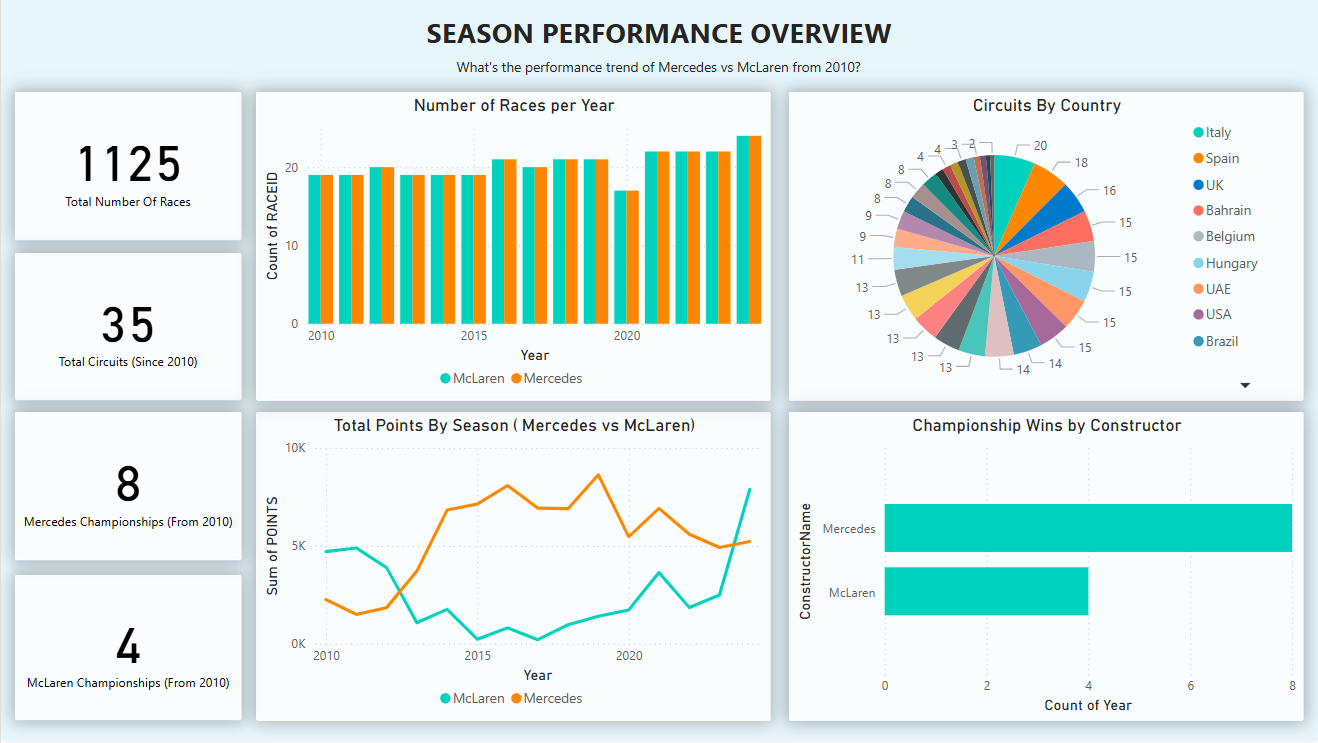 SEASON PERFORMANCE OVERVIEW
What's the performance trend of Mercedes vs McLaren from 2010?
1125
Total Number Of Races
35
Total Circuits (Since 2010)
8
Mercedes Championships (From 2010)
4
McLaren Championships (From 2010)
Number of Races per Year
Count of RACEID
20
10
0
2010
2015
2020
Year
McLaren
Mercedes
Circuits By Country
20
18
16
15
15
15
15
15
14
14
13
13
13
13
13
11
9
9
8
8
8
4
4
3
2
Italy
Spain
UK
Bahrain
Belgium
Hungary
UAE
USA
Brazil
Total Points By Season ( Mercedes vs McLaren)
Sum of POINTS
10K
5K
0K
2010
2015
2020
Year
McLaren
Mercedes
Championship Wins by Constructor
ConstructorName
Mercedes
McLaren
0
2
4
6
8
Count of Year